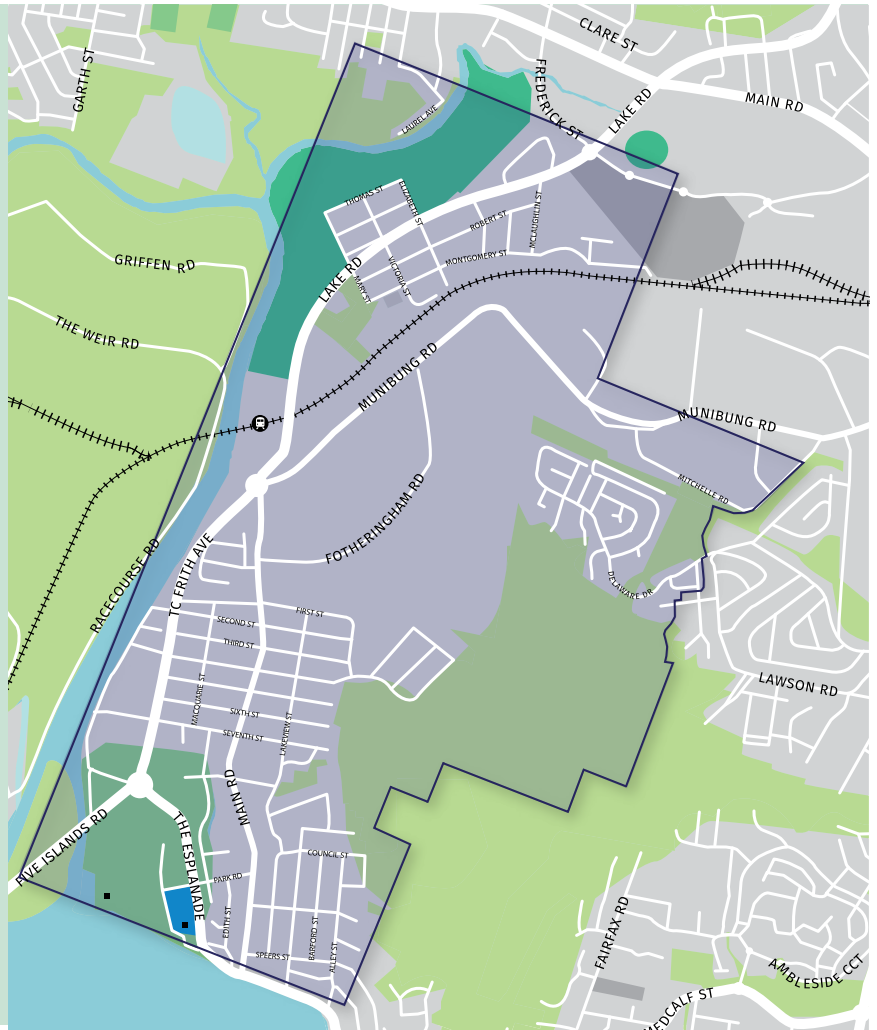 CLARE ST
GARTH ST
FREDERICK ST
LAKE RD
MAIN RD
LAUREL AVE
THOMAS ST
ELIZABETH ST
ROBERT ST
MCLAUGHLIN ST
MONTGOMERY ST
GRIFFEN RD
LAKE RD
VICTORIA ST
MARY ST
THE WEIR RD
MUNIBUNG RD
MUNIBUNG RD
MITCHELLE RD
FOTHERINGHAM RD
RACECOURSE RD
TC FRITH AVE
DELAWARE DR
FIRST ST
SECOND ST
THIRD ST
LAWSON RD
MACQUARIE ST
SIXTH ST
LAKEVIEW ST
SEVENTH ST
MAIN RD
FIVE ISLANDS RD
THE ESPLANADE
COUNCIL ST
PARK RD
EDITH ST
BARFORD ST
ALLEY ST
SPEERS ST
FAIRFAX RD
AMBLESIDE CCT
MEDCALF ST